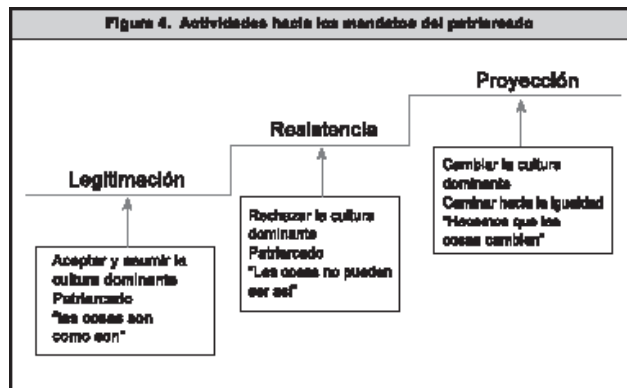 Figura 4. Actividades hacia los mandatos del patriarcado
Proyección
Resistencia
Legitimación
Cambiar la cultura
dominante
Caminar hacia la igualdad
"Hacemos que las
cosas cambien"
Rechazar la cultura
dominante
Patriarcado
"Las cosas no pueden
ser así"
Aceptar y asumir la
cultura dominante
Patriarcado
"las cosas son
como son"